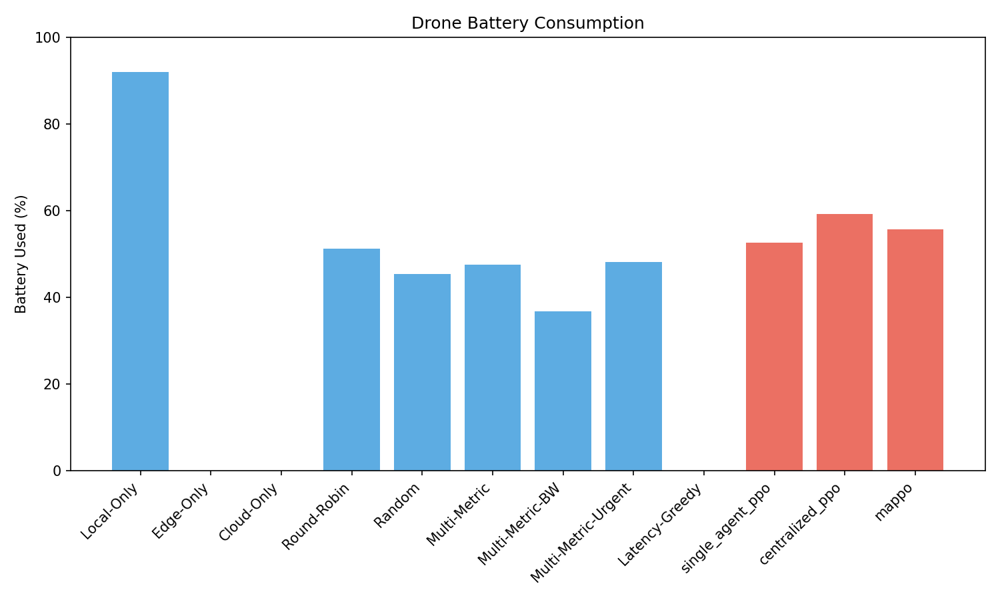 Drone Battery Consumption
Battery Used (%)
100
80
60
40
20
0
Local-Only
Edge-Only
Cloud-Only
Round-Robin
Random
Multi-Metric
Multi-Metric-BW
Multi-Metric-Urgent
Latency-Greedy
single_agent_ppo
centralized_ppo
mappo